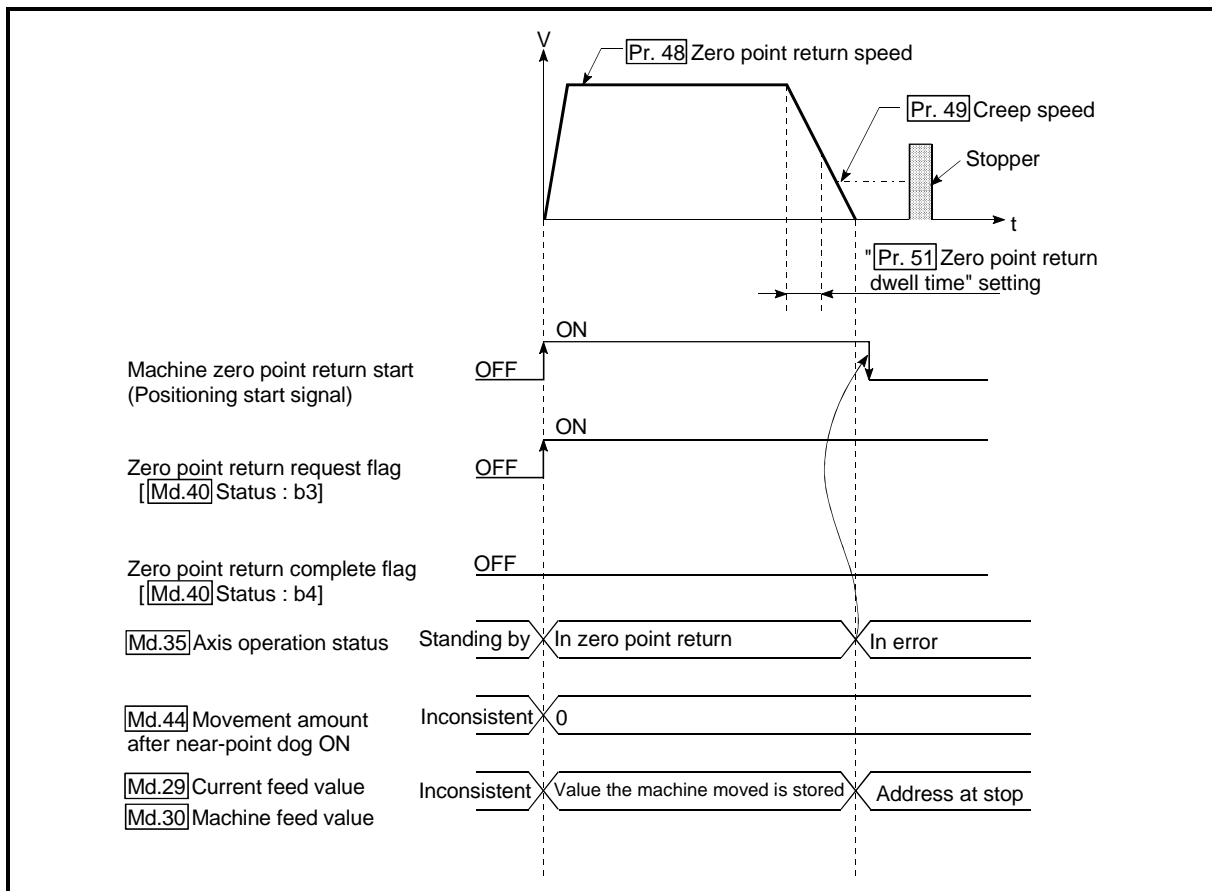 V
Pr. 48 Zero point return speed
Pr. 49 Creep speed
Stopper
t
"Pr. 51 Zero point return
dwell time" setting
ON
Machine zero point return start
(Positioning start signal)
OFF
ON
Zero point return request flag
[Md.40 Status : b3]
OFF
Zero point return complete flag
[Md.40 Status : b4]
OFF
Md.35 Axis operation status
Standing by
In zero point return
In error
Md.44 Movement amount
after near-point dog ON
Inconsistent
0
Md.29 Current feed value
Md.30 Machine feed value
Inconsistent
Value the machine moved is stored
Address at stop